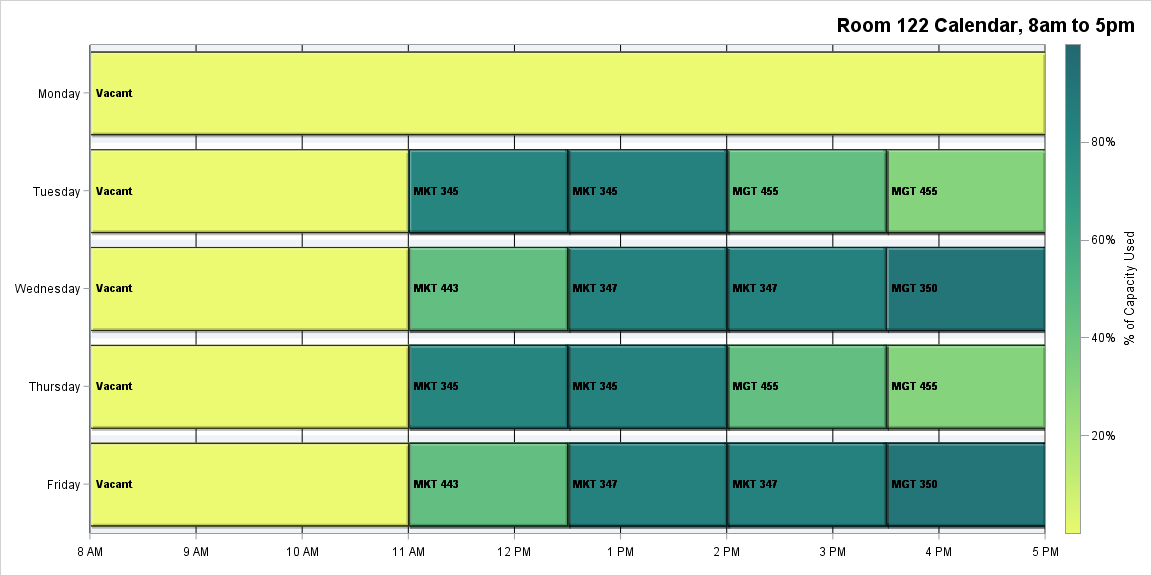 Room 122 Calendar, 8am to 5pm
Monday
Vacant
Tuesday
Vacant
MKT 345
MKT 345
MGT 455
MGT 455
Wednesday
Vacant
MKT 443
MKT 347
MKT 347
MGT 350
Thursday
Vacant
MKT 345
MKT 345
MGT 455
MGT 455
Friday
Vacant
MKT 443
MKT 347
MKT 347
MGT 350
8 AM
9 AM
10 AM
11 AM
12 PM
1 PM
2 PM
3 PM
4 PM
5 PM
80%
60%
40%
20%
% of Capacity Used